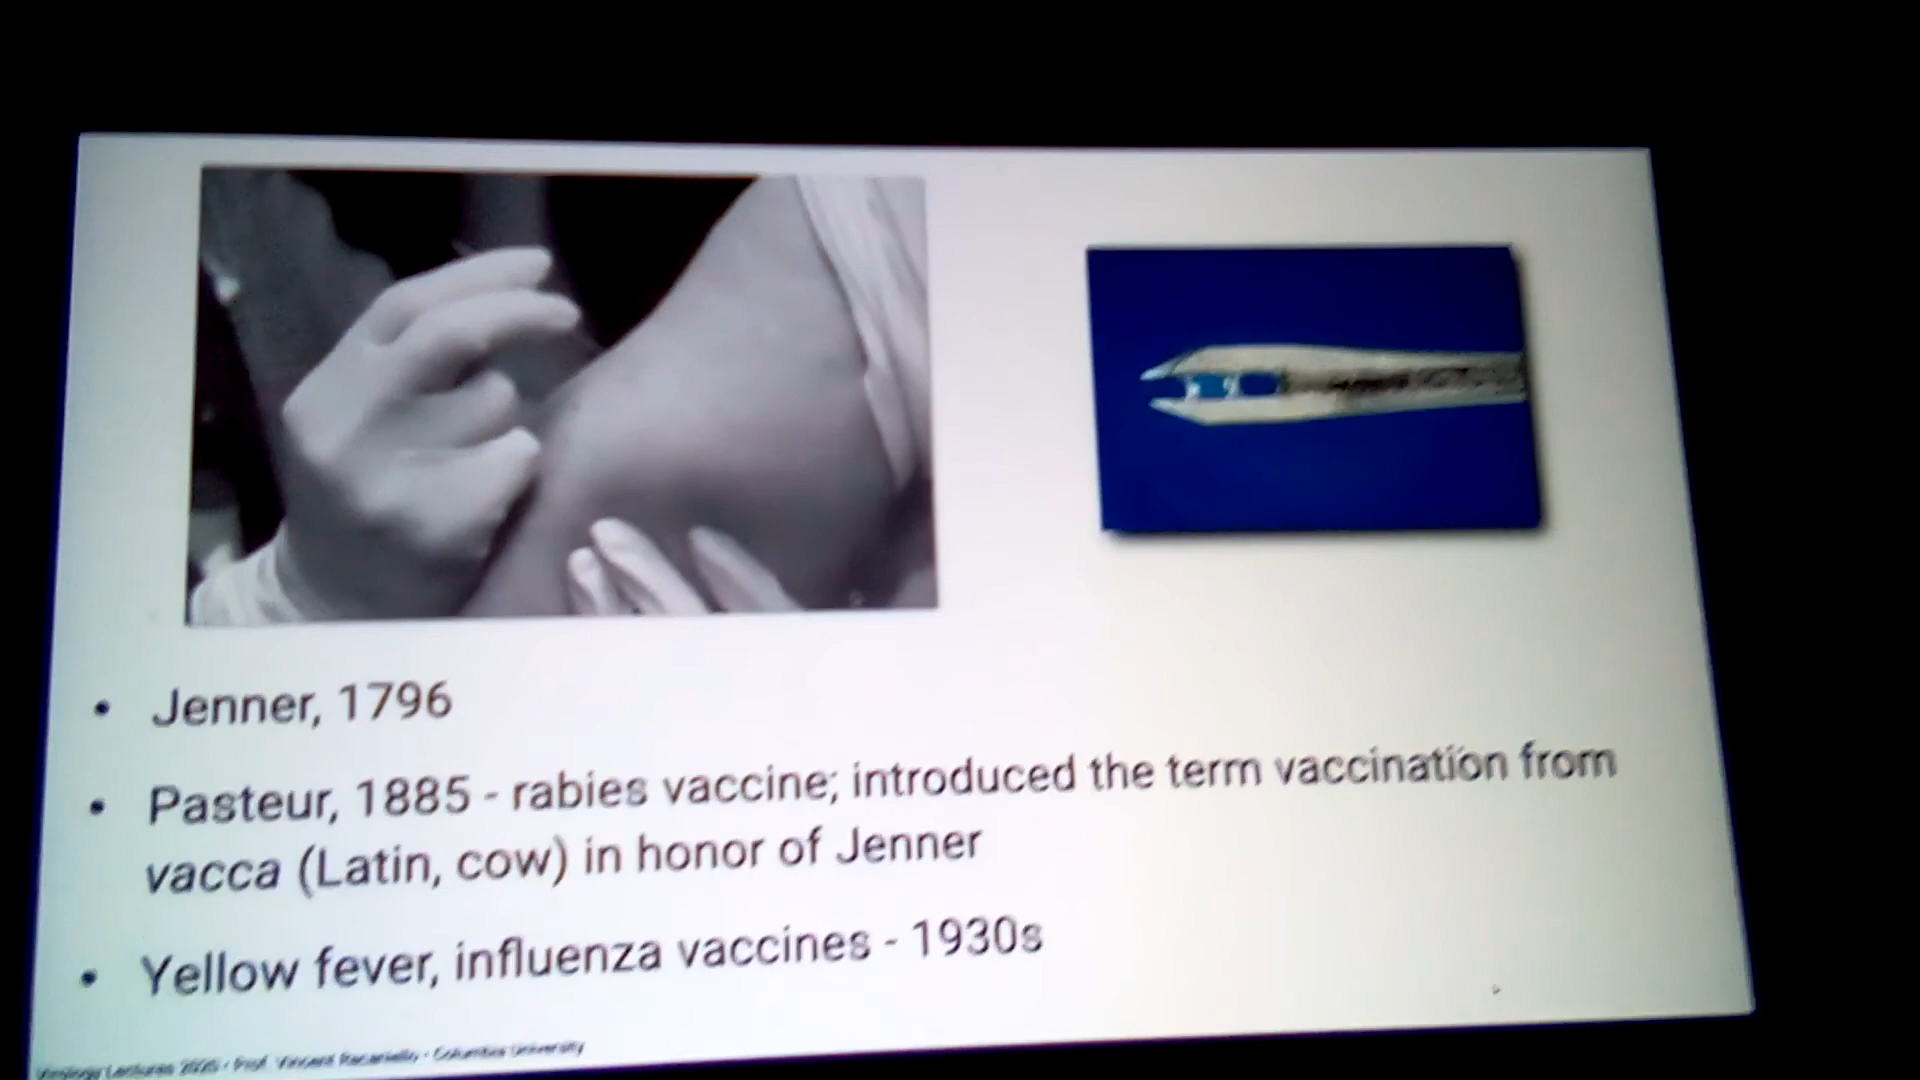 • Jenner, 1796
• Pasteur, 1885 - rabies vaccine; introduced the term vaccination from
vacca (Latin, cow) in honor of Jenner
• Yellow fever, influenza vaccines - 1930s
Virology Lectures 2025 • Prof. Vincent Racaniello • Columbia University